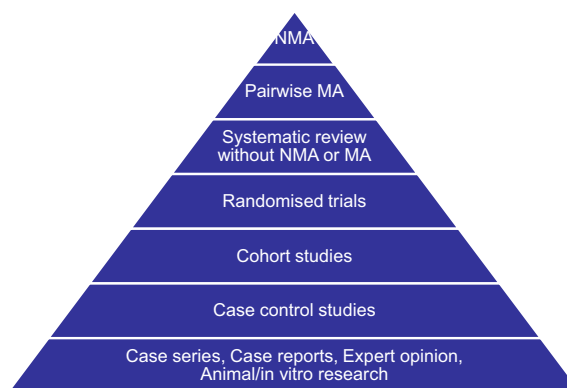 NMA
Pairwise MA
Systematic review
without NMA or MA
Randomised trials
Cohort studies
Case control studies
Case series, Case reports, Expert opinion,
Animal/in vitro research